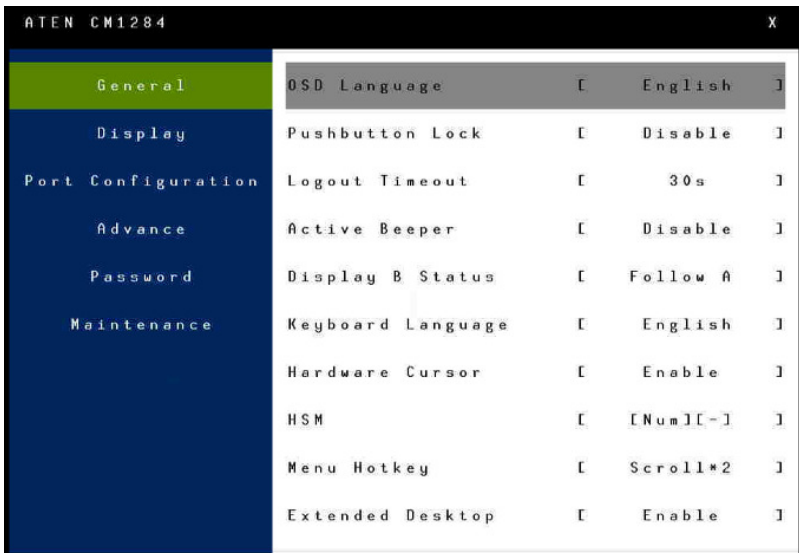 ATEN CM1284 X
General
Display
Port Configuration
Advance
Password
Maintenance
OSD Language [ English ]
Pushbutton Lock [ Disable ]
Logout Timeout [ 30s ]
Active Beeper [ Disable ]
Display B Status [ Follow A ]
Keyboard Language [ English ]
Hardware Cursor [ Enable ]
HSM [ [Num][-] ]
Menu Hotkey [ Scroll*2 ]
Extended Desktop [ Enable ]